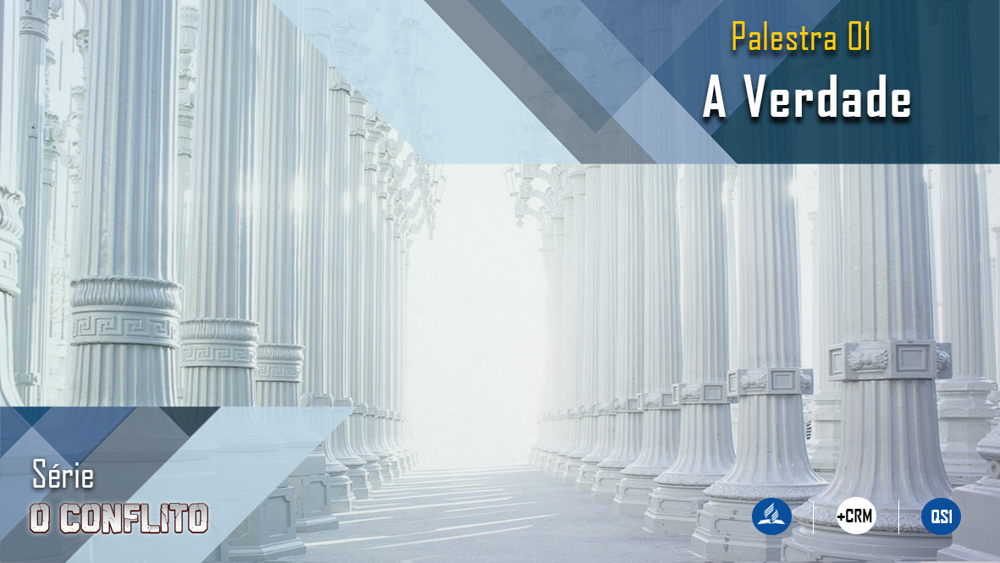 Palestra 01
A Verdade
Série
O CONFLITO
+CRM
QS1